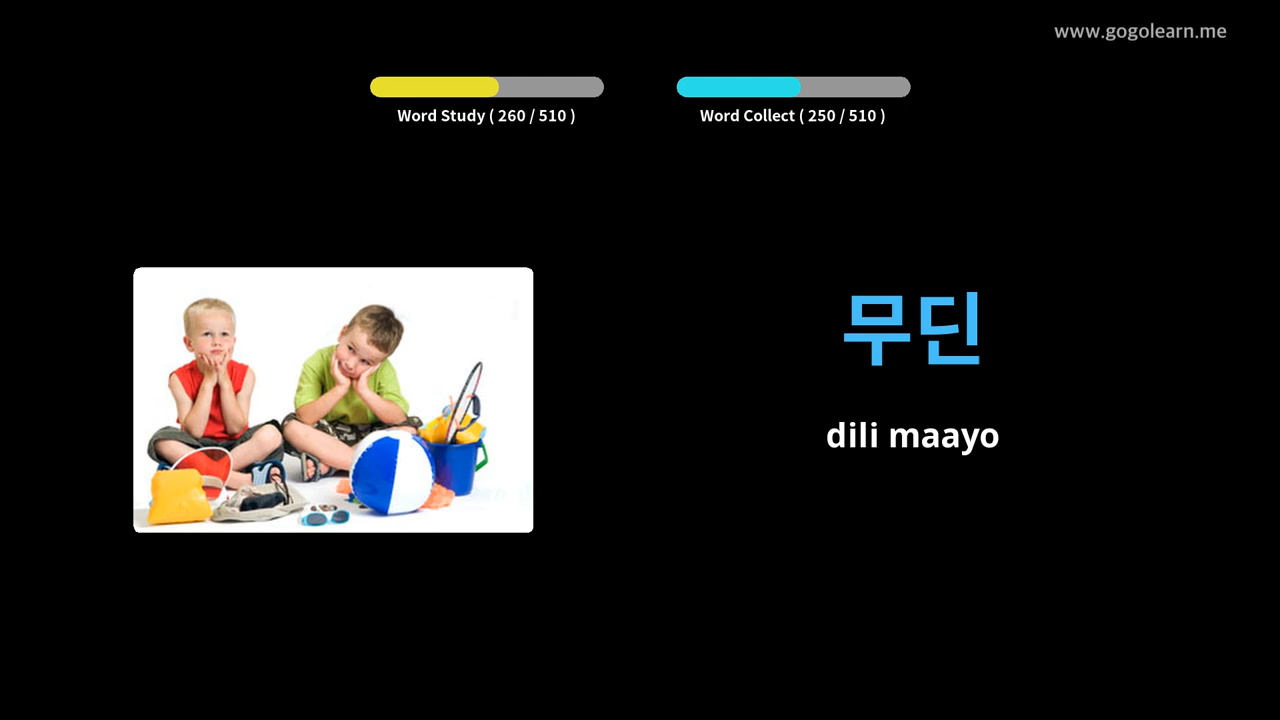 www.gogolearn.me
Word Study ( 260 / 510 )
Word Collect ( 250 / 510 )
무딘
dili maayo